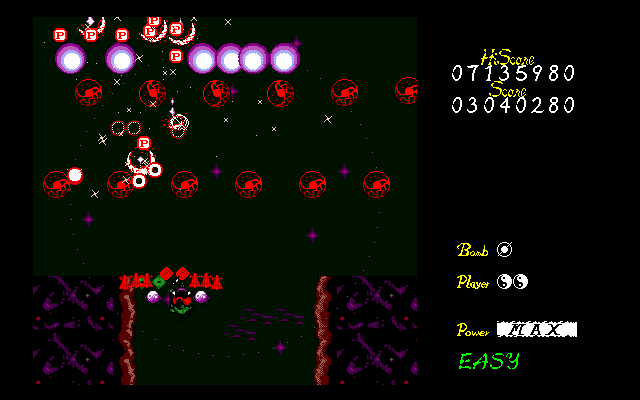 P
P P P P
P
HiScore
07135980
Score
03040280
P
Bomb
Player
Power MAX
EASY